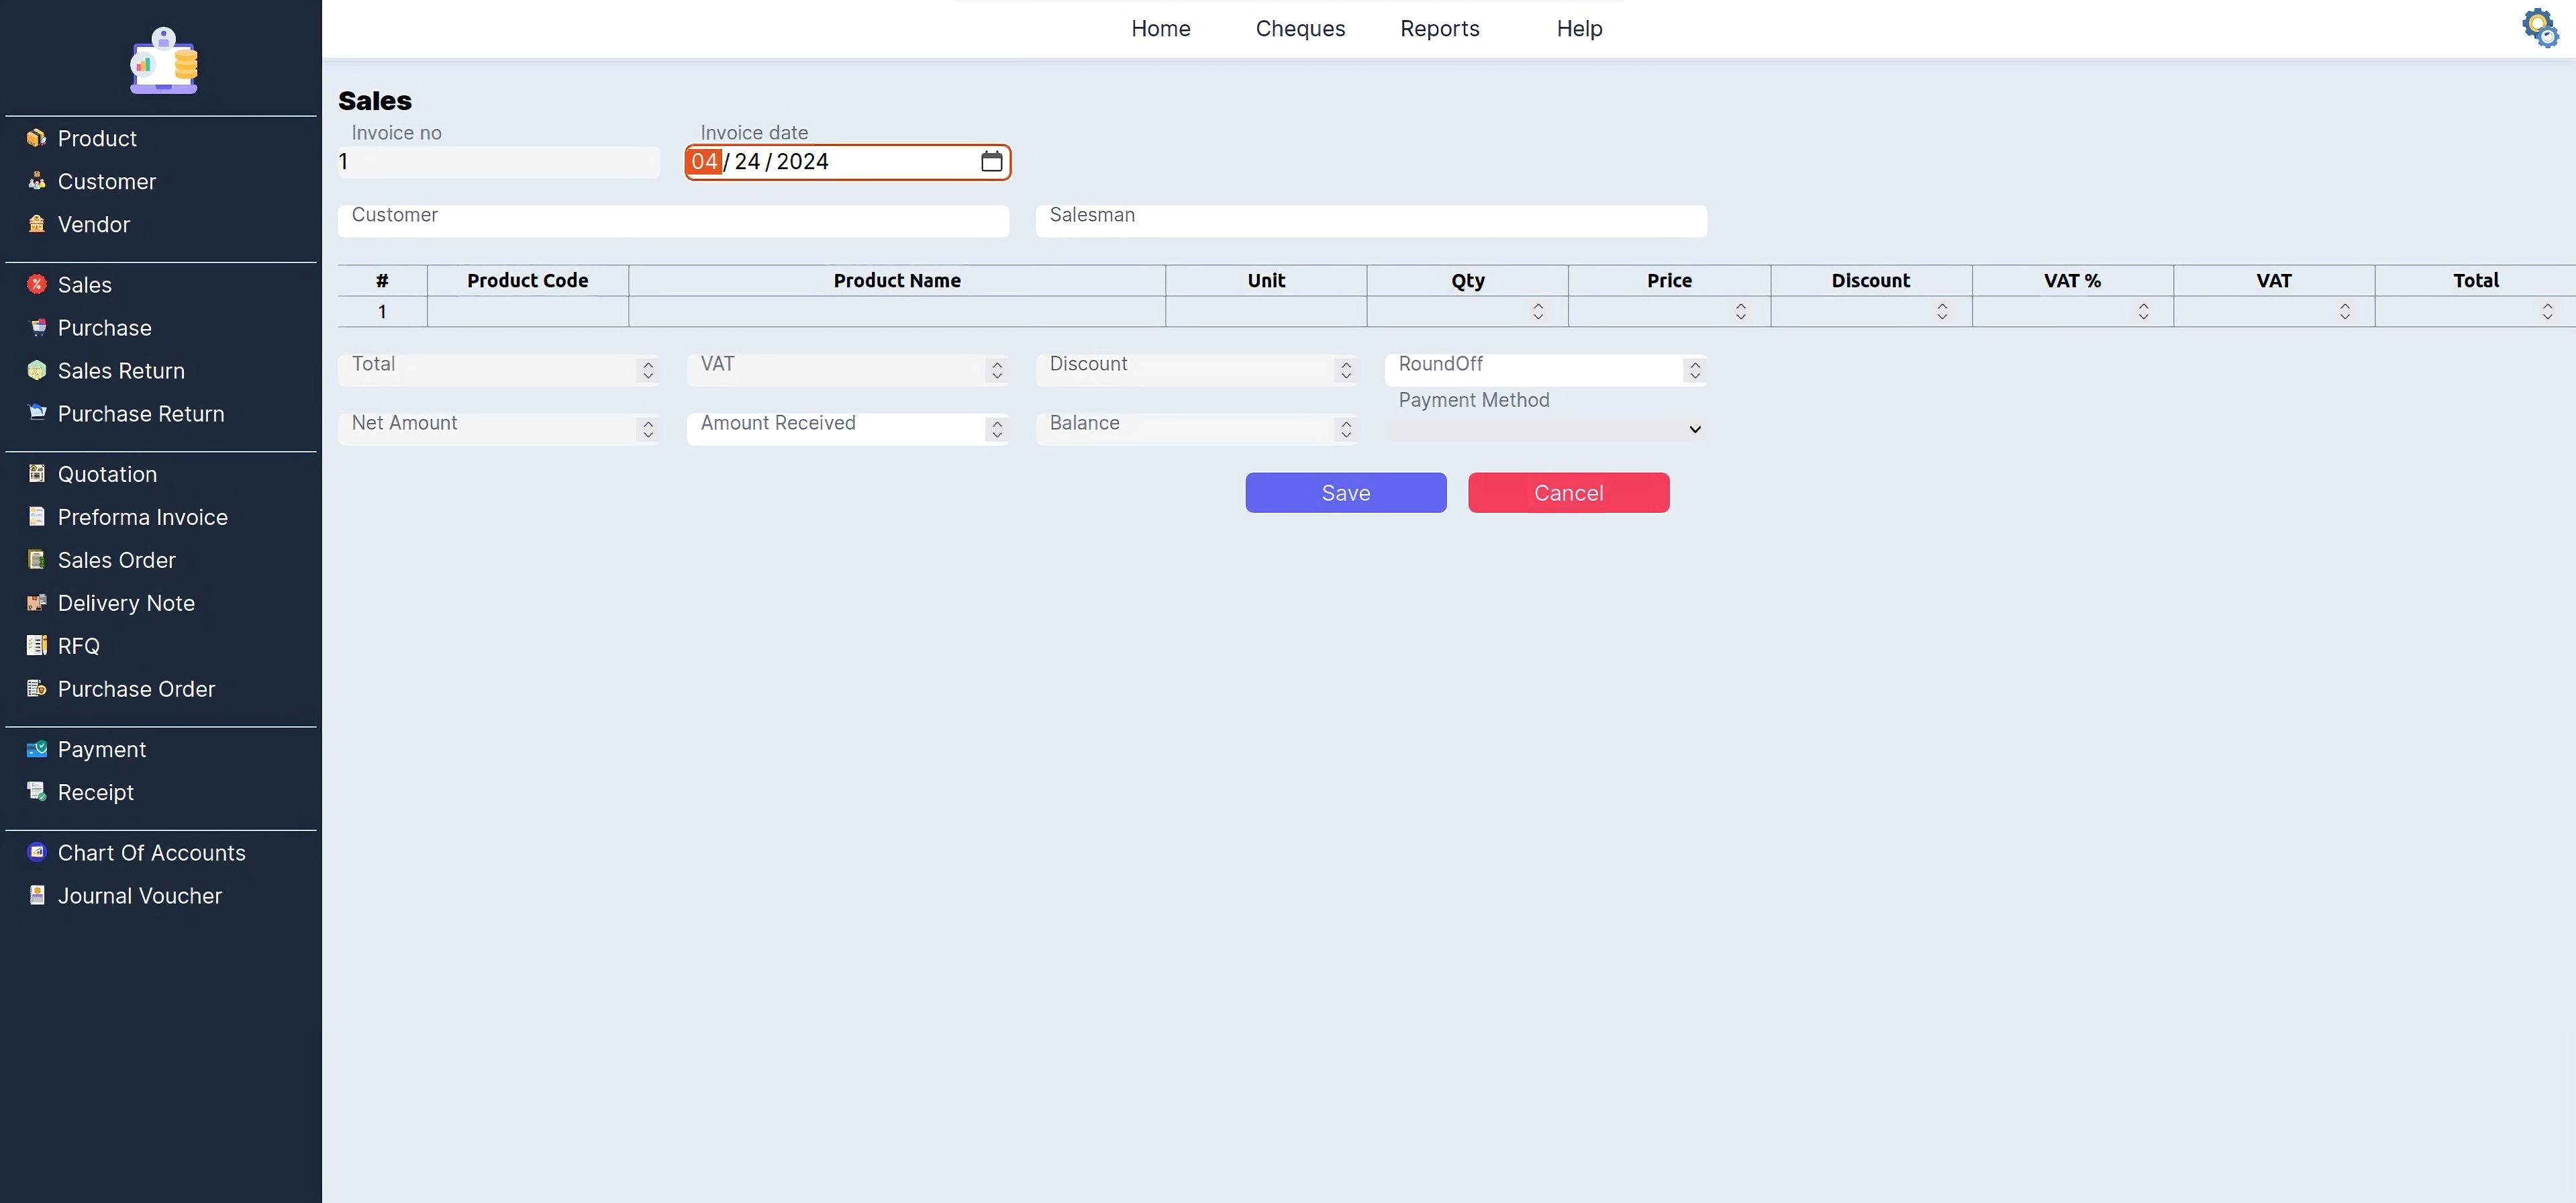 Home Cheques Reports Help
Product
Customer
Vendor
Sales
Purchase
Sales Return
Purchase Return
Quotation
Preforma Invoice
Sales Order
Delivery Note
RFQ
Purchase Order
Payment
Receipt
Chart Of Accounts
Journal Voucher
Sales
Invoice no Invoice date
1 04/24/2024
Customer Salesman
# Product Code Product Name Unit Qty Price Discount VAT % VAT Total
1
Total VAT Discount RoundOff
Payment Method
Net Amount Amount Received Balance
Save Cancel